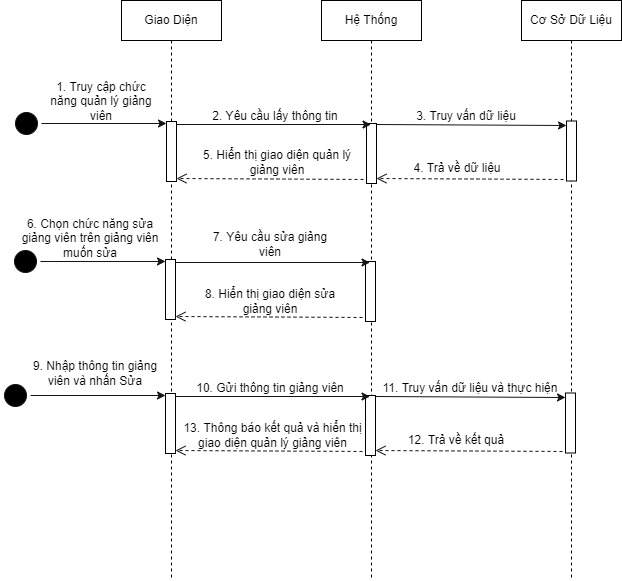 Giao Diện
Hệ Thống
Cơ Sở Dữ Liệu
1. Truy cập chức
năng quản lý giảng
viên
2. Yêu cầu lấy thông tin
3. Truy vấn dữ liệu
5. Hiển thị giao diện quản lý
giảng viên
4. Trả về dữ liệu
6. Chọn chức năng sửa
giảng viên trên giảng viên
muốn sửa
7. Yêu cầu sửa giảng
viên
8. Hiển thị giao diện sửa
giảng viên
9. Nhập thông tin giảng
viên và nhấn Sửa
10. Gửi thông tin giảng viên
11. Truy vấn dữ liệu và thực hiện
13. Thông báo kết quả và hiển thị
giao diện quản lý giảng viên
12. Trả về kết quả